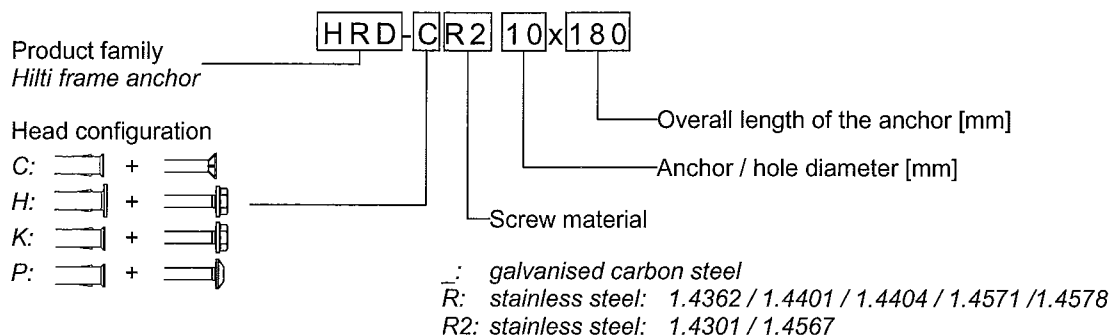 HRD-CR2 10x180
Product family
Hilti frame anchor
Overall length of the anchor [mm]
Head configuration
Anchor / hole diameter [mm]
C: +
H: +
Screw material
K: +
P: +
_: galvanised carbon steel
R: stainless steel: 1.4362 / 1.4401 / 1.4404 / 1.4571 /1.4578
R2: stainless steel: 1.4301 / 1.4567